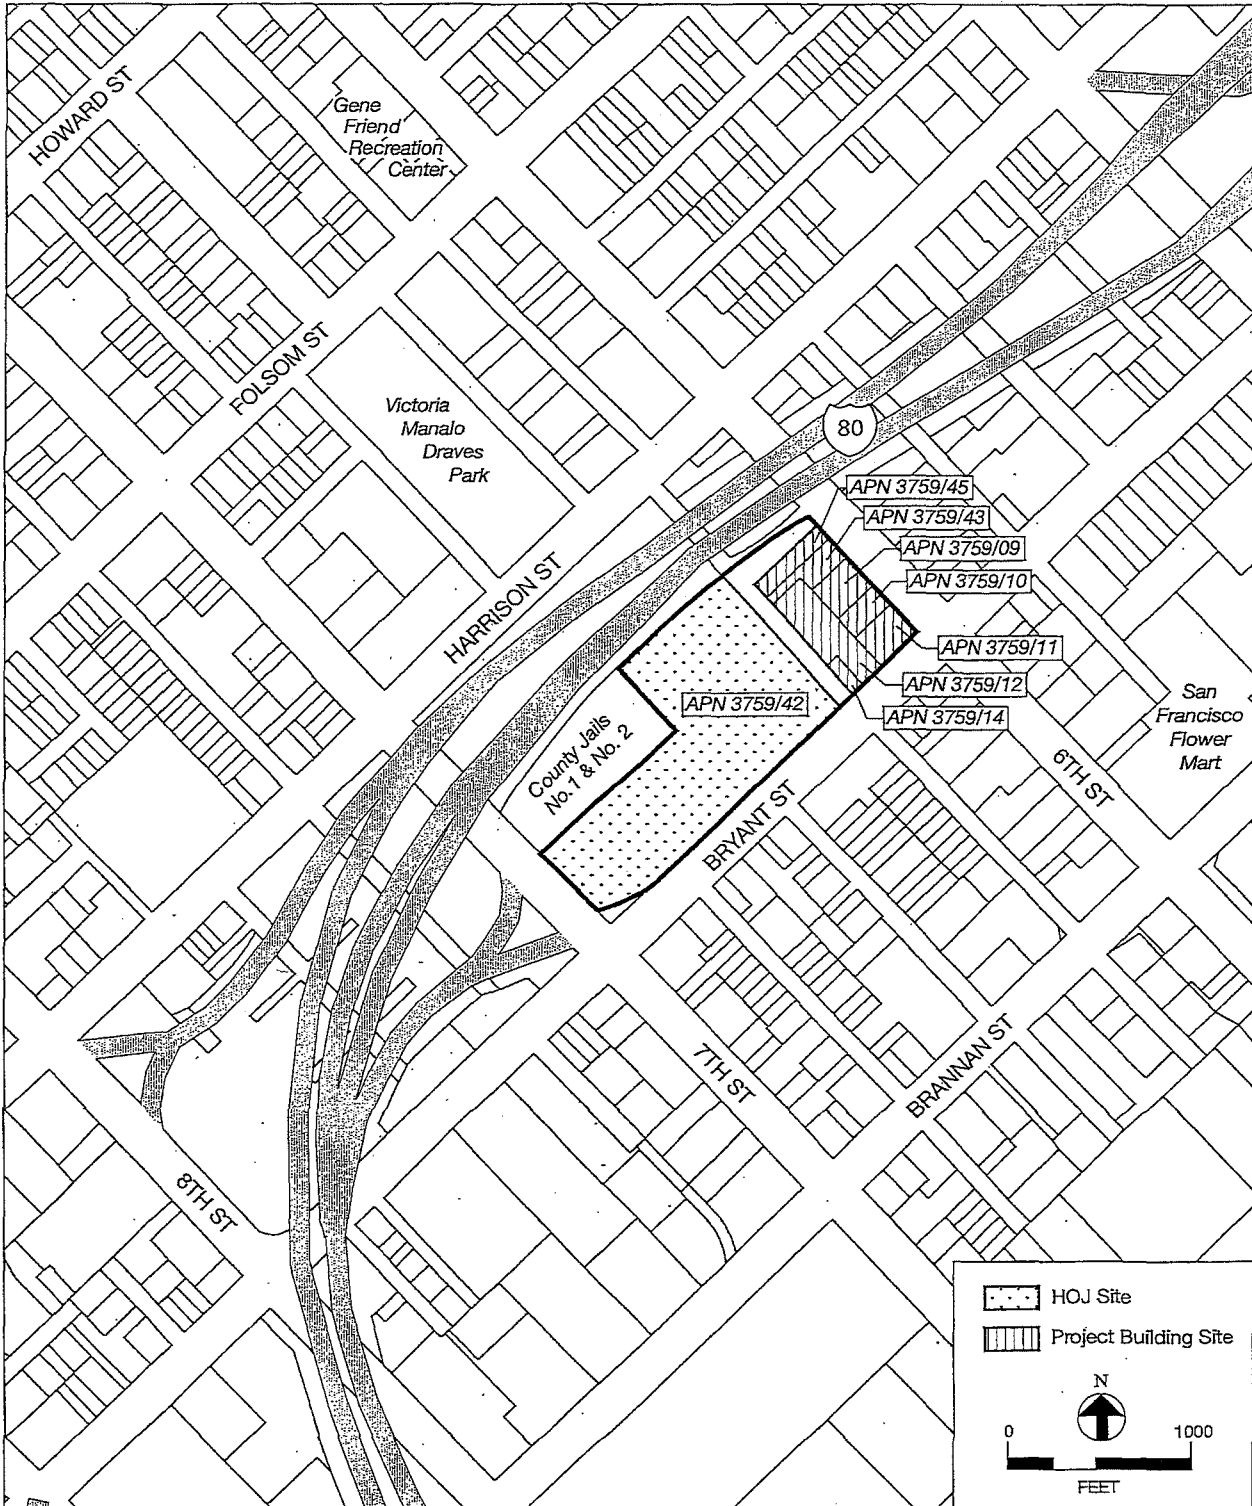 HOWARD ST
Gene
Friend
Recreation
Center
FOLSOM ST
Victoria
Manalo
Draves
Park
80
HARRISON ST
APN 3759/45
APN 3759/43
APN 3759/09
APN 3759/10
APN 3759/11
APN 3759/12
APN 3759/14
APN 3759/42
County Jails
No.1 & No. 2
San
Francisco
Flower
Mart
6TH ST
BRYANT ST
7TH ST
BRANNAN ST
8TH ST
HOJ Site
Project Building Site
N
0 1000
FEET